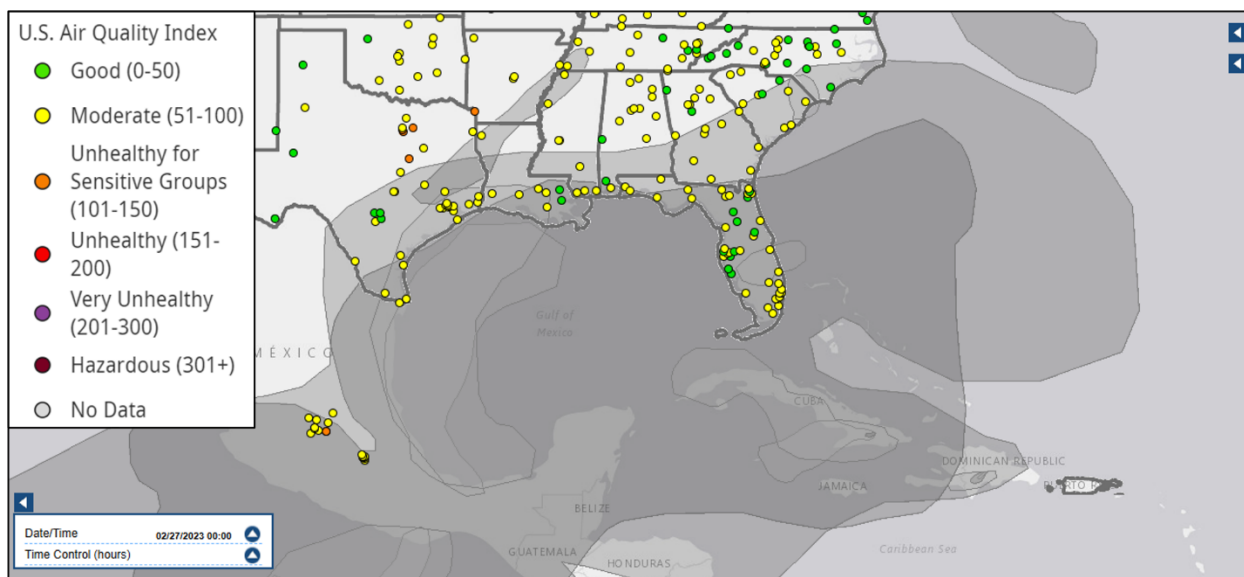 U.S. Air Quality Index
Good (0-50)
Moderate (51-100)
Unhealthy for
Sensitive Groups
(101-150)
Unhealthy (151-
200)
Very Unhealthy
(201-300)
Hazardous (301+)
No Data
MÉXICO
Gulf of
Mexico
CUBA
DOMINICAN REPUBLIC
JAMAICA
PUERTO R
BELIZE
GUATEMALA
HONDURAS
Caribbean Sea
Date/Time 02/27/2023 00:00
Time Control (hours)